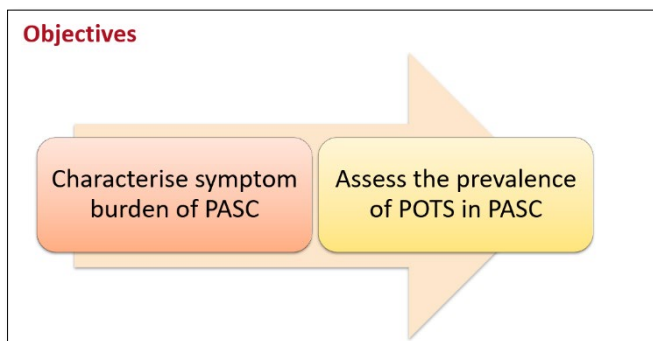 Objectives
Characterise symptom
burden of PASC
Assess the prevalence
of POTS in PASC